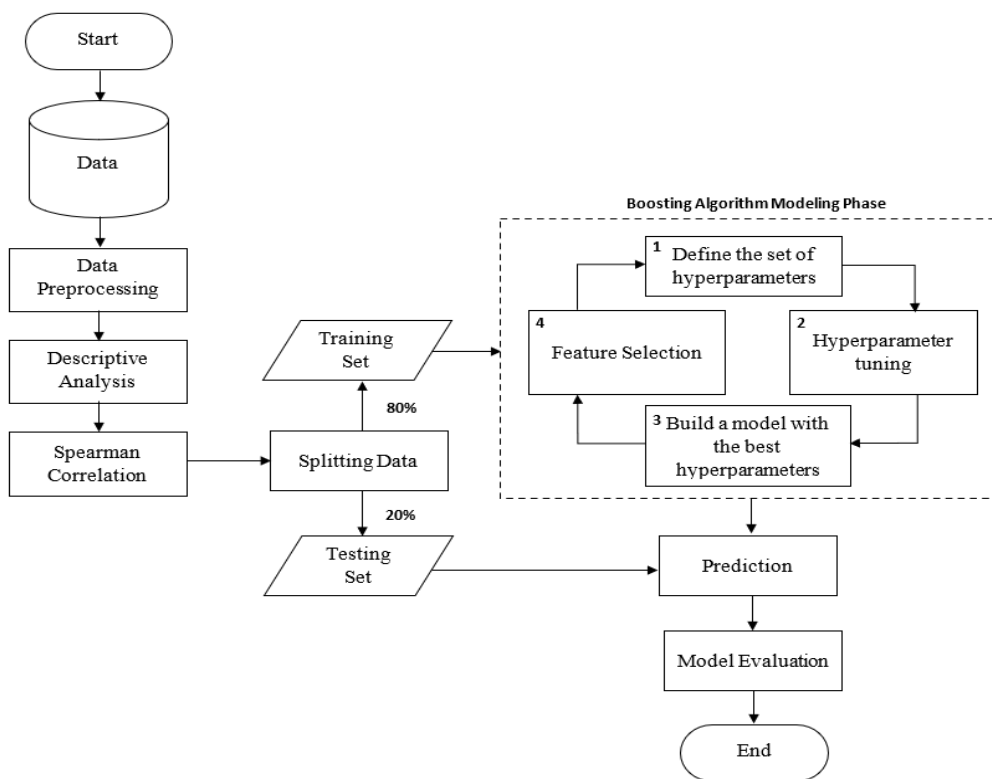 Start
Data
Data
Preprocessing
Descriptive
Analysis
Spearman
Correlation
Training
Set
80%
Splitting Data
20%
Testing
Set
Boosting Algorithm Modeling Phase
1
Define the set of
hyperparameters
2
Hyperparameter
tuning
3
Build a model with
the best
hyperparameters
4
Feature Selection
Prediction
Model Evaluation
End